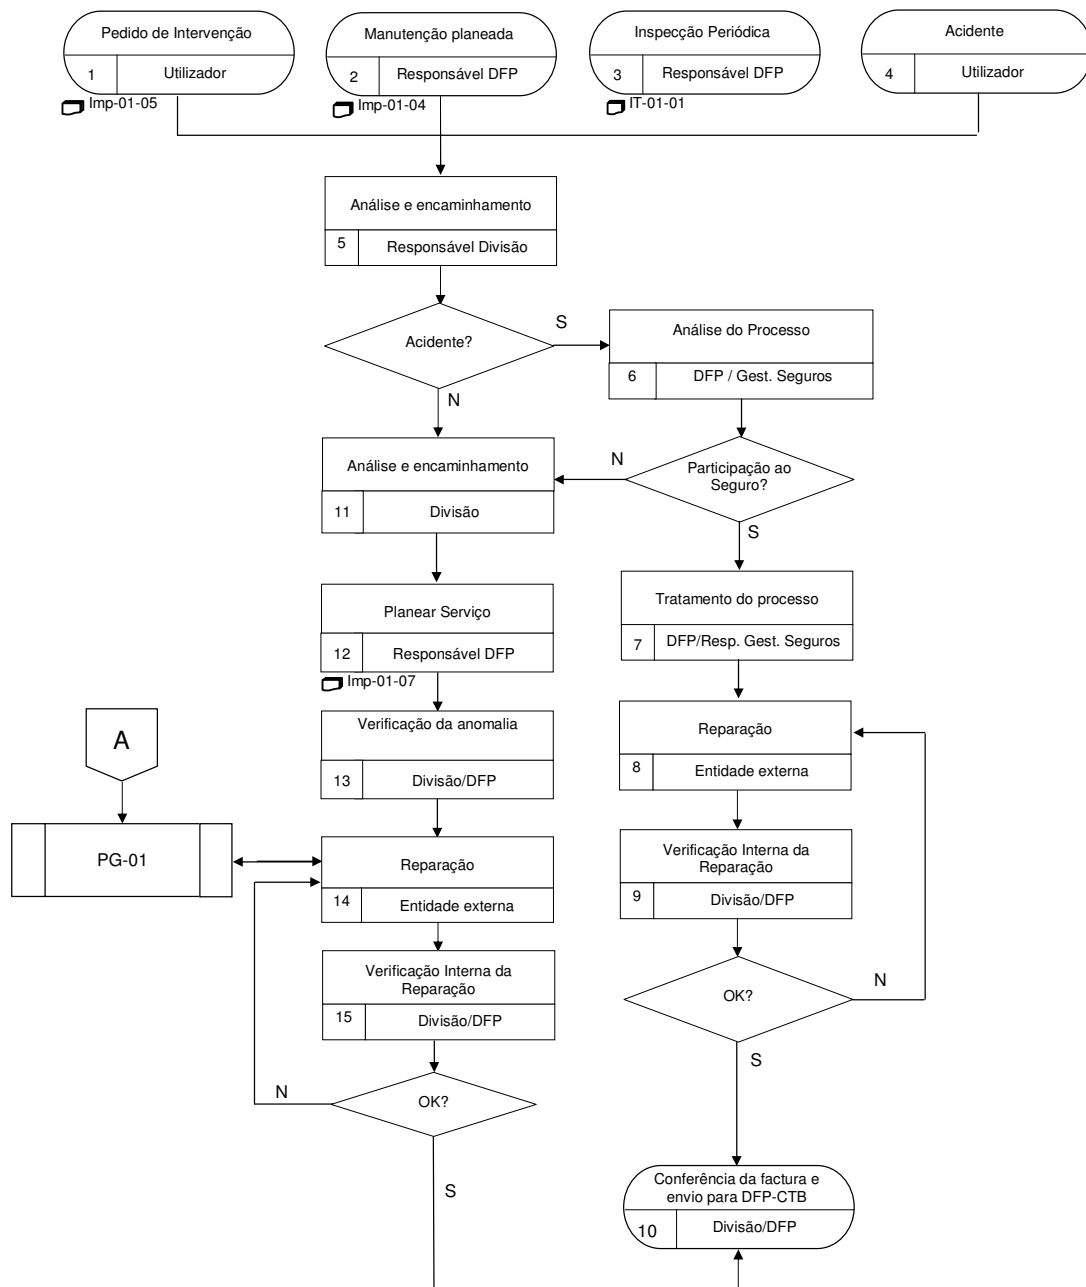 Pedido de Intervenção
1
Utilizador
Imp-01-05
Manutenção planeada
2
Responsável DFP
Imp-01-04
Inspecção Periódica
3
Responsável DFP
IT-01-01
Acidente
4
Utilizador
Análise e encaminhamento
5
Responsável Divisão
Acidente?
S
N
Análise do Processo
6
DFP / Gest. Seguros
Participação ao
Seguro?
N
S
Análise e encaminhamento
11
Divisão
Planear Serviço
12
Responsável DFP
Imp-01-07
Tratamento do processo
7
DFP/Resp. Gest. Seguros
Verificação da anomalia
13
Divisão/DFP
Reparação
8
Entidade externa
A
PG-01
Reparação
14
Entidade externa
Verificação Interna da
Reparação
9
Divisão/DFP
Verificação Interna da
Reparação
15
Divisão/DFP
OK?
N
S
OK?
N
S
Conferência da factura e
envio para DFP-CTB
10
Divisão/DFP